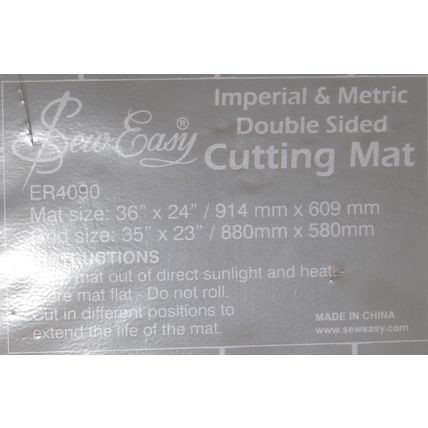 Sew Easy®
Imperial & Metric
Double Sided
Cutting Mat
ER4090
Mat size: 36" x 24" / 914 mm x 609 mm
size: 35" x 23" / 880mm x 580mm
mat out of direct sunlight and heat
mat flat - Do not roll.
Cut in different positions to
extend the life of the mat.
MADE IN CHINA
www.seweasy.com